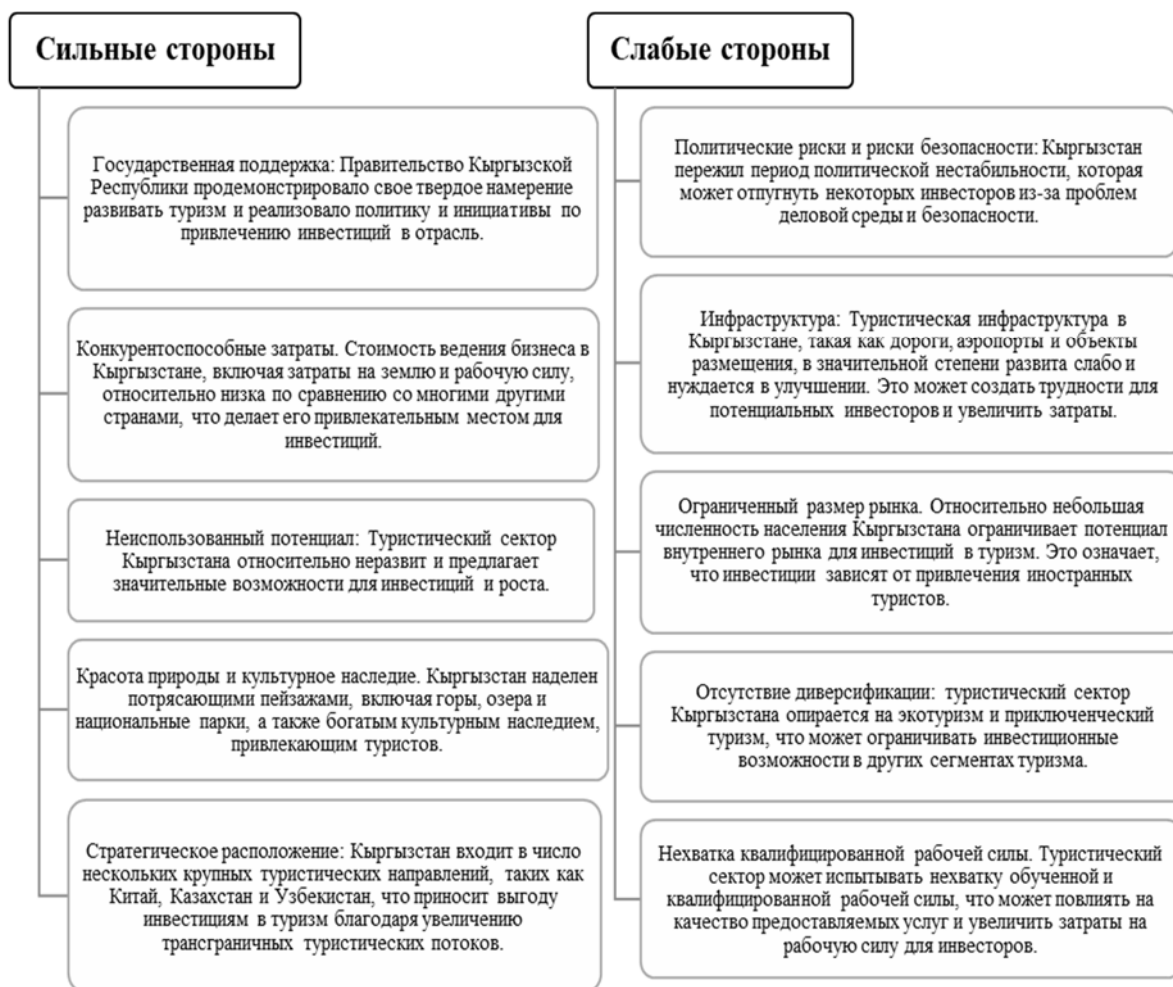 Сильные стороны
Государственная поддержка: Правительство Кыргызской
Республики продемонстрировало свое твердое намерение
развивать туризм и реализовало политику и инициативы по
привлечению инвестиций в отрасль.
Конкурентоспособные затраты. Стоимость ведения бизнеса в
Кыргызстане, включая затраты на землю и рабочую силу,
относительно низка по сравнению со многими другими
странами, что делает его привлекательным местом для
инвестиций.
Неиспользованный потенциал: Туристический сектор
Кыргызстана относительно неразвит и предлагает
значительные возможности для инвестиций и роста.
Красота природы и культурное наследие. Кыргызстан наделен
потрясающими пейзажами, включая горы, озера и
национальные парки, а также богатым культурным наследием,
привлекающим туристов.
Стратегическое расположение: Кыргызстан входит в число
нескольких крупных туристических направлений, таких как
Китай, Казахстан и Узбекистан, что приносит выгоду
инвестициям в туризм благодаря увеличению
трансграничных туристических потоков.
Слабые стороны
Политические риски и риски безопасности: Кыргызстан
пережил период политической нестабильности, которая
может отпугнуть некоторых инвесторов из-за проблем
деловой среды и безопасности.
Инфраструктура: Туристическая инфраструктура в
Кыргызстане, такая как дороги, аэропорты и объекты
размещения, в значительной степени развита слабо и
нуждается в улучшении. Это может создать трудности для
потенциальных инвесторов и увеличить затраты.
Ограниченный размер рынка. Относительно небольшая
численность населения Кыргызстана ограничивает потенциал
внутреннего рынка для инвестиций в туризм. Это означает,
что инвестиции зависят от привлечения иностранных
туристов.
Отсутствие диверсификации: туристический сектор
Кыргызстана опирается на экотуризм и приключенческий
туризм, что может ограничивать инвестиционные
возможности в других сегментах туризма.
Нехватка квалифицированной рабочей силы. Туристический
сектор может испытывать нехватку обученной и
квалифицированной рабочей силы, что может повлиять на
качество предоставляемых услуг и увеличить затраты на
рабочую силу для инвесторов.